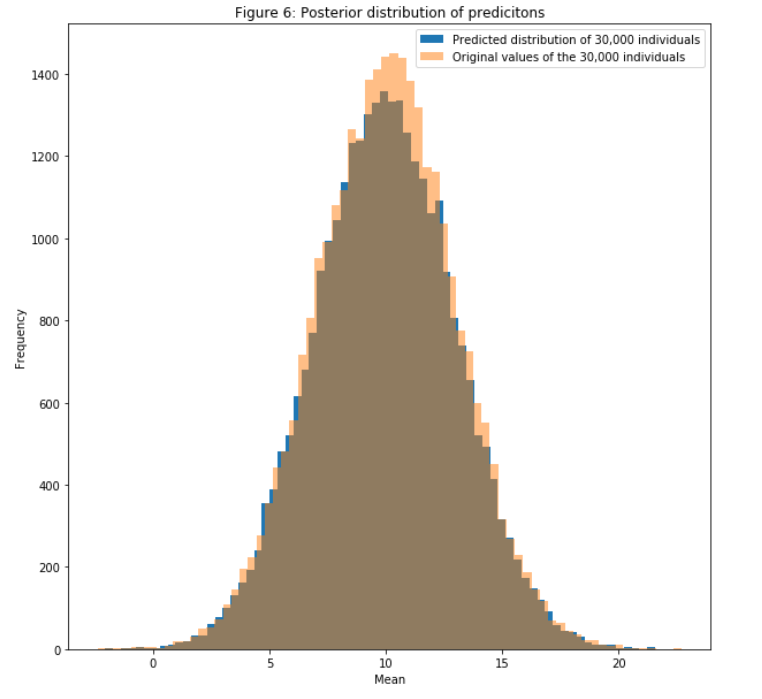 Figure 6: Posterior distribution of predicitons
Predicted distribution of 30,000 individuals
Original values of the 30,000 individuals
1400
1200
1000
800
600
400
200
0
Frequency
0 5 10 15 20
Mean